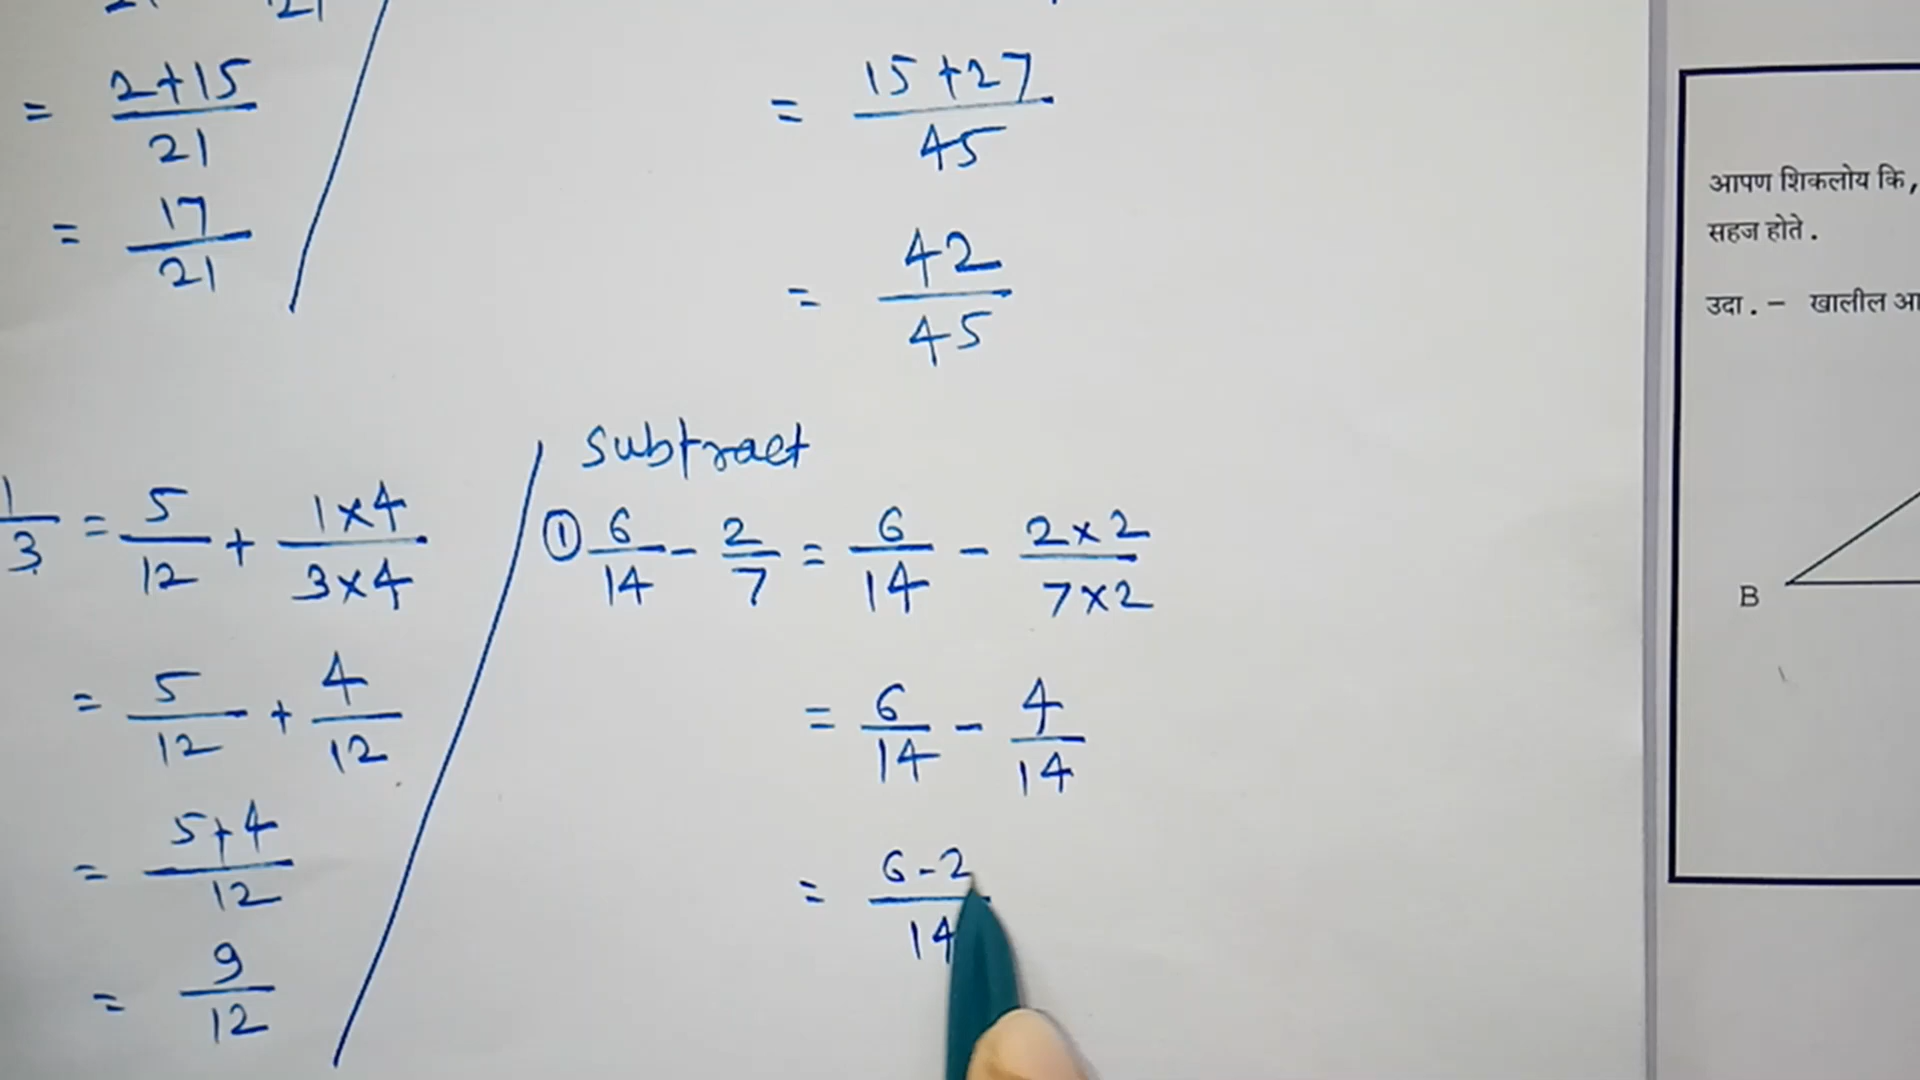 = 2+15/21
= 17/21
= 15+27/45
= 42/45
1/3 = 5/12 + 1×4/3×4
= 5/12 + 4/12
= 5+4/12
= 9/12
subtract
① 6/14 - 2/7 = 6/14 - 2×2/7×2
= 6/14 - 4/14
= 6-2/14
आपण शिकलोय कि,
सहज होते.
उदा. – खालील
B